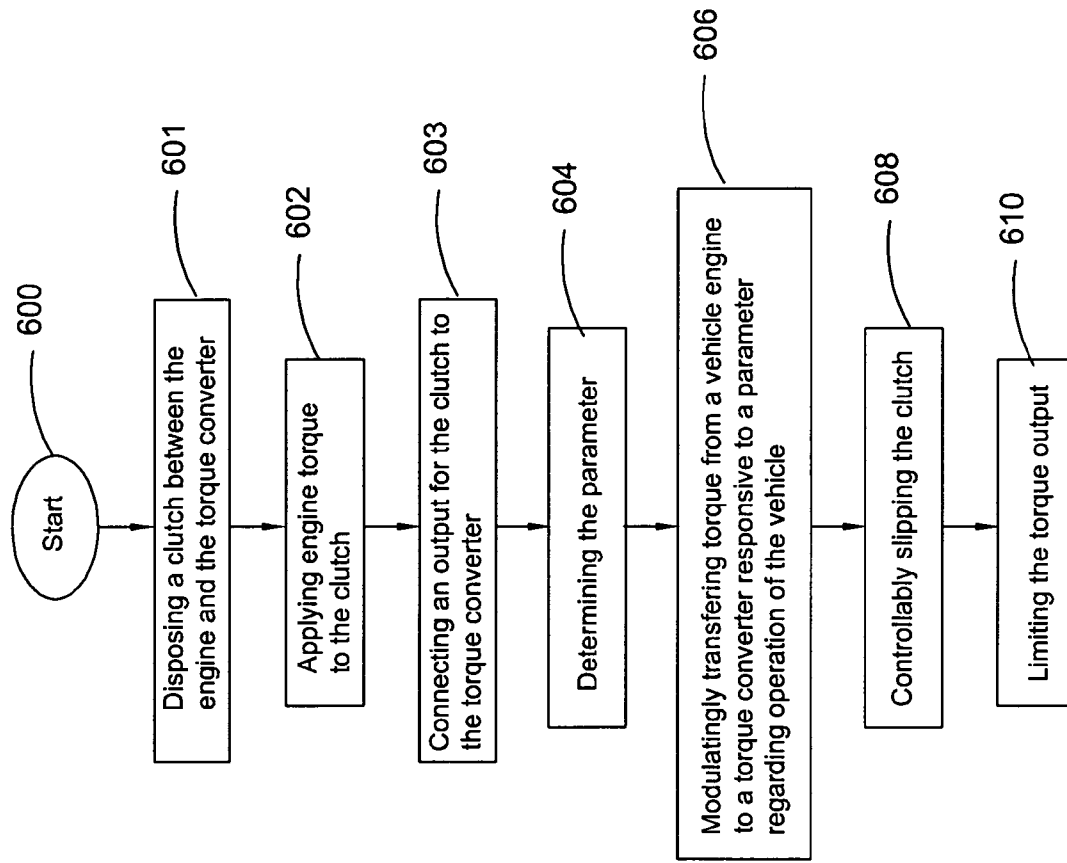 Start
600
Disposing a clutch between the
engine and the torque converter
601
Applying engine torque
to the clutch
602
Connecting an output for the clutch to
the torque converter
603
Determining the parameter
604
Modulatingly transfering torque from a vehicle engine
to a torque converter responsive to a parameter
regarding operation of the vehicle
606
Controllably slipping the clutch
608
Limiting the torque output
610